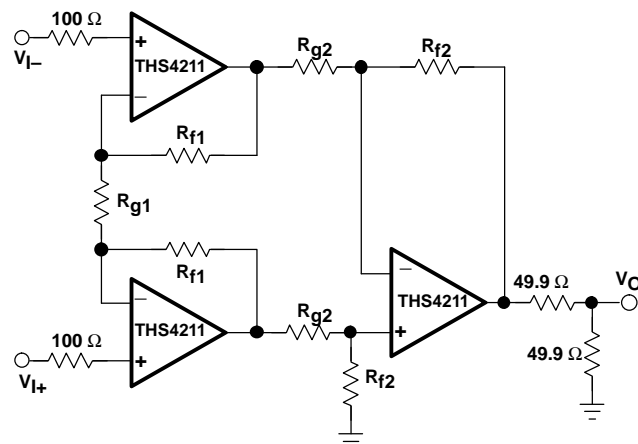 100 Ω
V_I−
+
THS4211
−
R_g2
R_f2
R_f1
R_g1
R_f1
−
THS4211
+
100 Ω
V_I+
R_g2
R_f2
−
THS4211
+
49.9 Ω
V_O
49.9 Ω